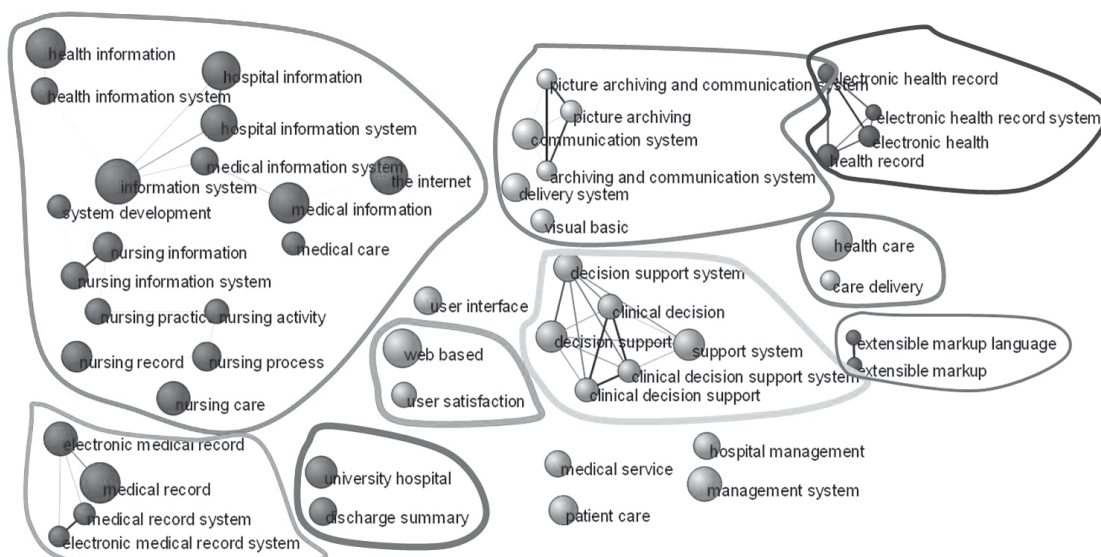 health information
hospital information
health information system
hospital information system
medical information system
the internet
information system
medical information
system development
medical care
nursing information
nursing information system
nursing practic
nursing activity
nursing record
nursing process
nursing care
picture archiving and communication system
picture archiving
communication system
archiving and communication system
delivery system
visual basic
electronic health record
electronic health record system
electronic health
health record
health care
care delivery
user interface
web based
user satisfaction
decision support system
clinical decision
decision support
support system
clinical decision support system
clinical decision support
extensible markup language
extensible markup
electronic medical record
medical record
medical record system
electronic medical record system
university hospital
discharge summary
medical service
patient care
hospital management
management system